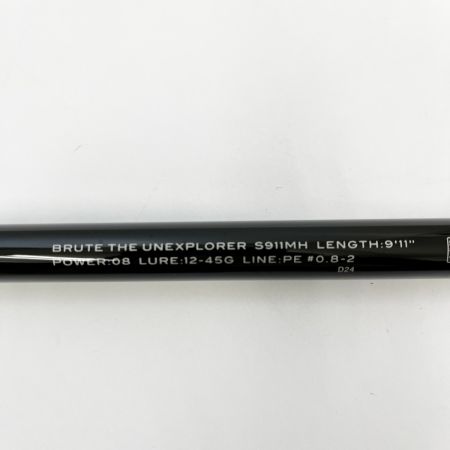 BRUTE THE UNEXPLORER S911MH LENGTH:9'11"
POWER:08 LURE:12-45G LINE:PE #0.8-2
D24